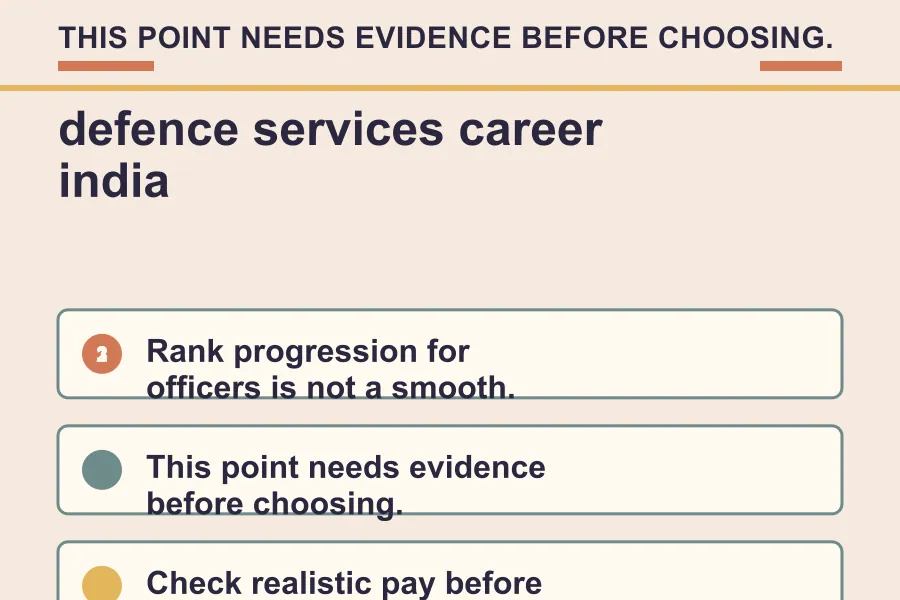 THIS POINT NEEDS EVIDENCE BEFORE CHOOSING.
defence services career
india
Rank progression for
officers is not a smooth.
This point needs evidence
before choosing.
Check realistic pay before